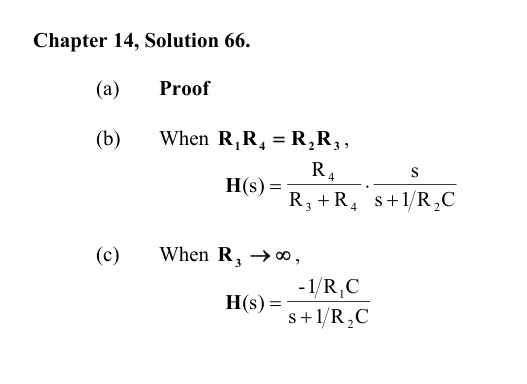 Chapter 14, Solution 66.
(a) Proof
(b) When R₁R₄ = R₂R₃,
H(s) = R₄ / (R₃ + R₄) · s / (s + 1/R₂C)
(c) When R₃ → ∞,
H(s) = -1/R₁C / (s + 1/R₂C)